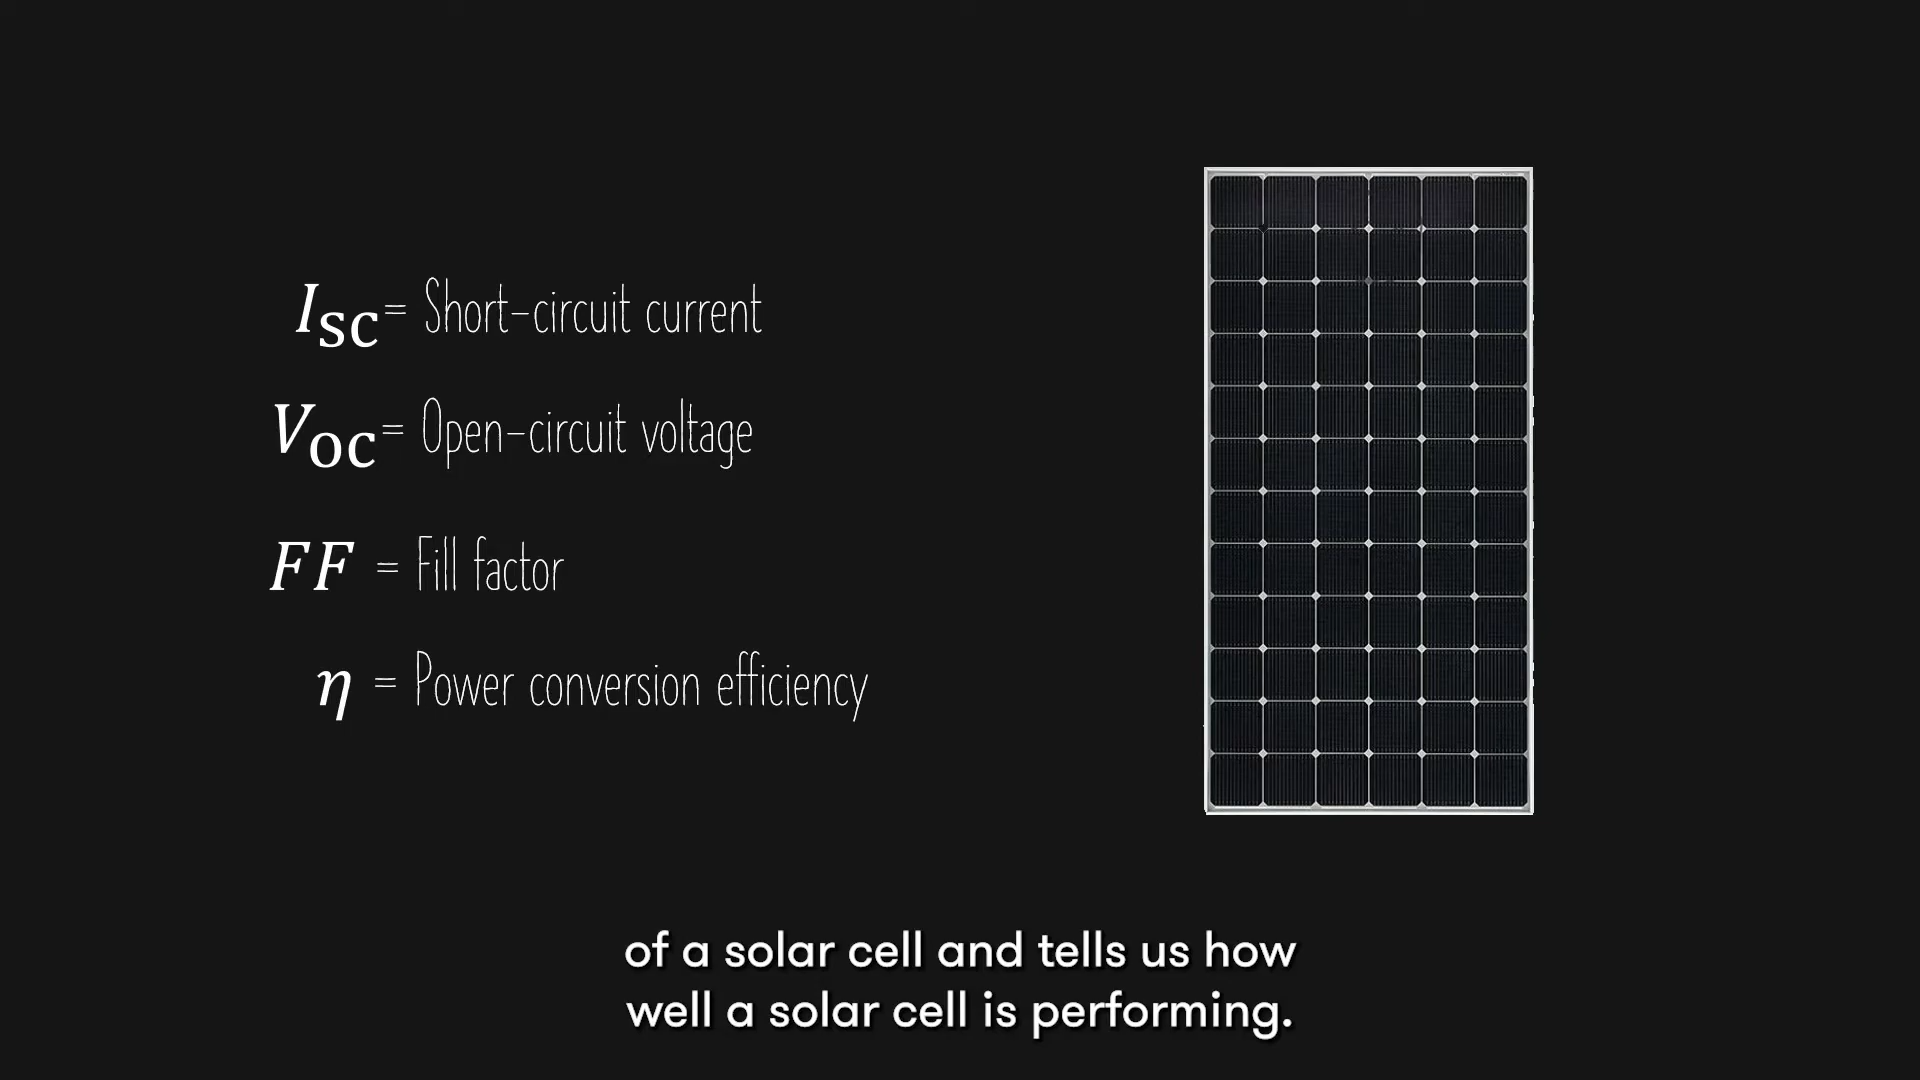 I_SC = Short-circuit current
V_OC = Open-circuit voltage
FF = Fill factor
η = Power conversion efficiency
of a solar cell and tells us how
well a solar cell is performing.